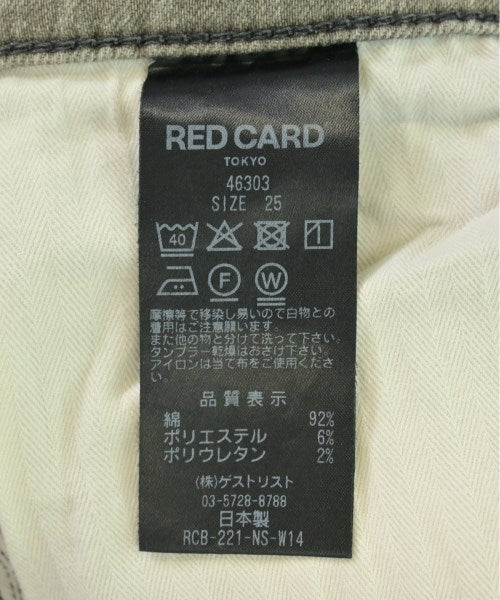 RED CARD
TOKYO
46303
SIZE 25
40
F W
摩擦等で移染し易いので白物との
着用はご注意願います。
また他の物と分けて洗って下さい。
タンブラー乾燥はおさけ下さい。
アイロンは当て布をご使用くださ
い。
品質表示
綿 92%
ポリエステル 6%
ポリウレタン 2%
(株)ゲストリスト
03-5728-8788
日本製
RCB-221-NS-W14